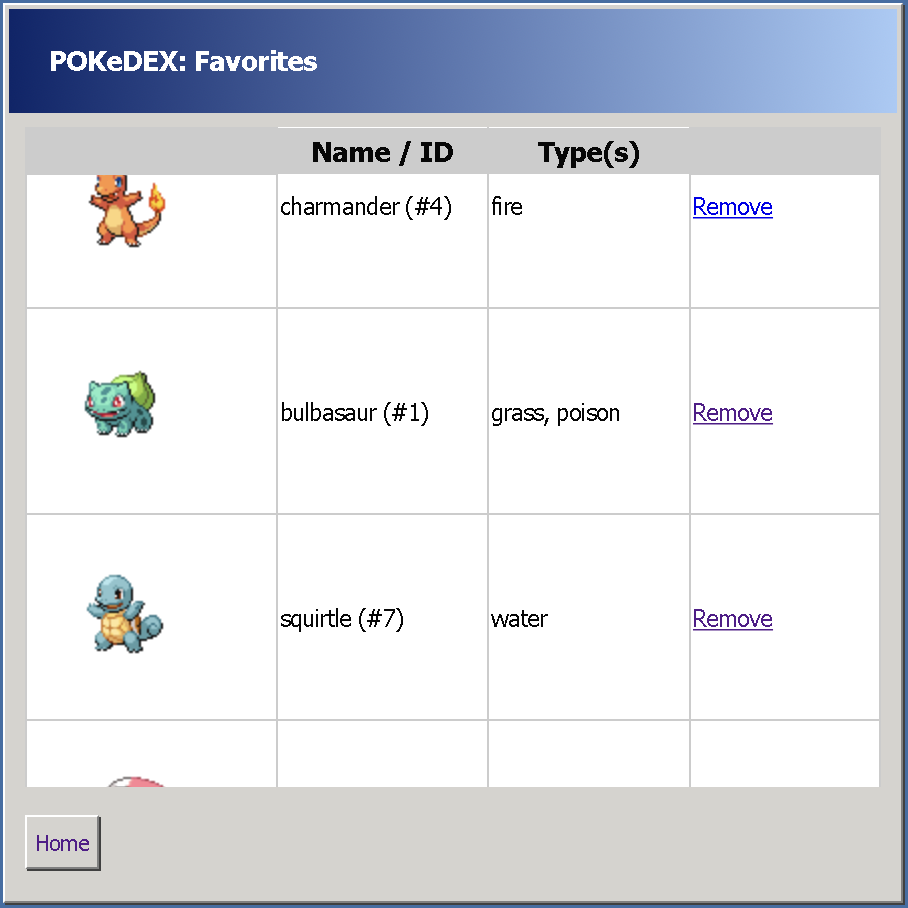 POKeDEX: Favorites
Name / ID Type(s)
charmander (#4) fire Remove
bulbasaur (#1) grass, poison Remove
squirtle (#7) water Remove
Home